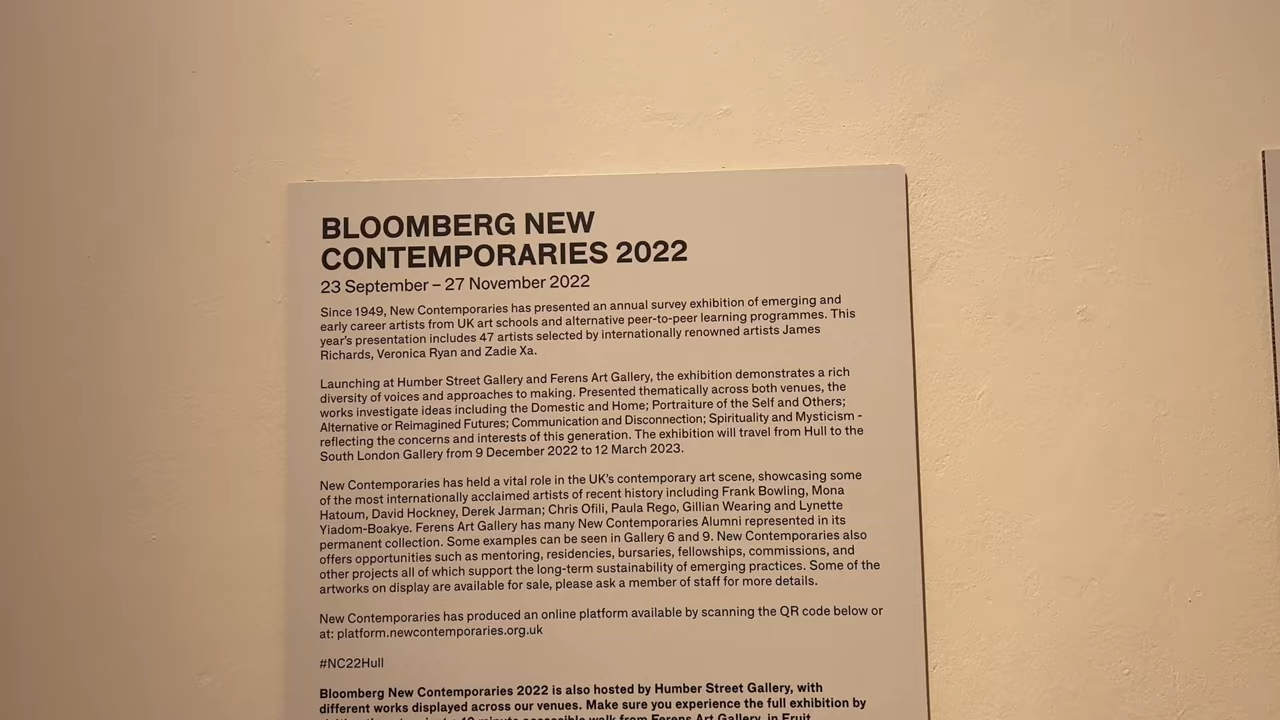 BLOOMBERG NEW
CONTEMPORARIES 2022
23 September – 27 November 2022
Since 1949, New Contemporaries has presented an annual survey exhibition of emerging and
early career artists from UK art schools and alternative peer-to-peer learning programmes. This
year's presentation includes 47 artists selected by internationally renowned artists James
Richards, Veronica Ryan and Zadie Xa.
Launching at Humber Street Gallery and Ferens Art Gallery, the exhibition demonstrates a rich
diversity of voices and approaches to making. Presented thematically across both venues, the
works investigate ideas including the Domestic and Home; Portraiture of the Self and Others;
Alternative or Reimagined Futures; Communication and Disconnection; Spirituality and Mysticism -
reflecting the concerns and interests of this generation. The exhibition will travel from Hull to the
South London Gallery from 9 December 2022 to 12 March 2023.
New Contemporaries has held a vital role in the UK's contemporary art scene, showcasing some
of the most internationally acclaimed artists of recent history including Frank Bowling, Mona
Hatoum, David Hockney, Derek Jarman; Chris Ofili, Paula Rego, Gillian Wearing and Lynette
Yiadom-Boakye. Ferens Art Gallery has many New Contemporaries Alumni represented in its
permanent collection. Some examples can be seen in Gallery 6 and 9. New Contemporaries also
offers opportunities such as mentoring, residencies, bursaries, fellowships, commissions, and
other projects all of which support the long-term sustainability of emerging practices. Some of the
artworks on display are available for sale, please ask a member of staff for more details.
New Contemporaries has produced an online platform available by scanning the QR code below or
at: platform.newcontemporaries.org.uk
#NC22Hull
Bloomberg New Contemporaries 2022 is also hosted by Humber Street Gallery, with
different works displayed across our venues. Make sure you experience the full exhibition by
minute accessible walk from Ferens Art Gallery, in Fruit